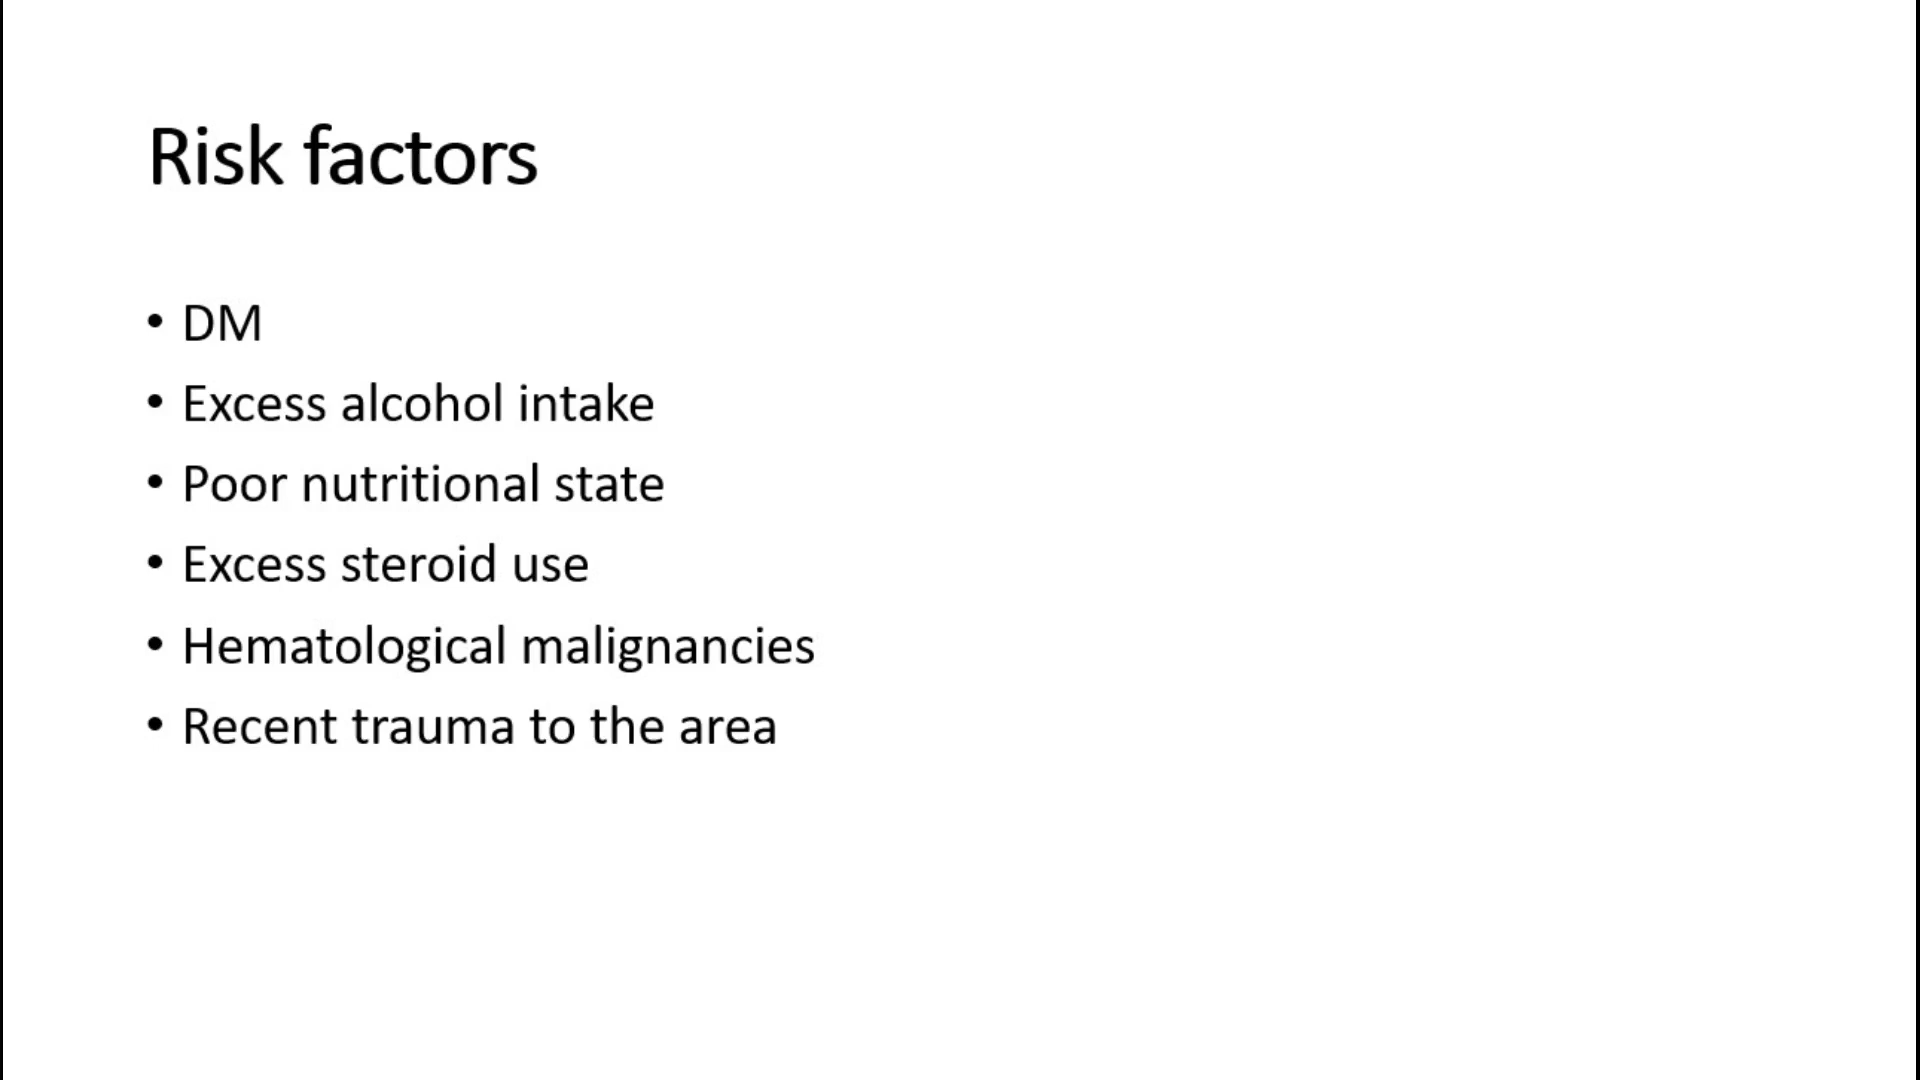 Risk factors
• DM
• Excess alcohol intake
• Poor nutritional state
• Excess steroid use
• Hematological malignancies
• Recent trauma to the area